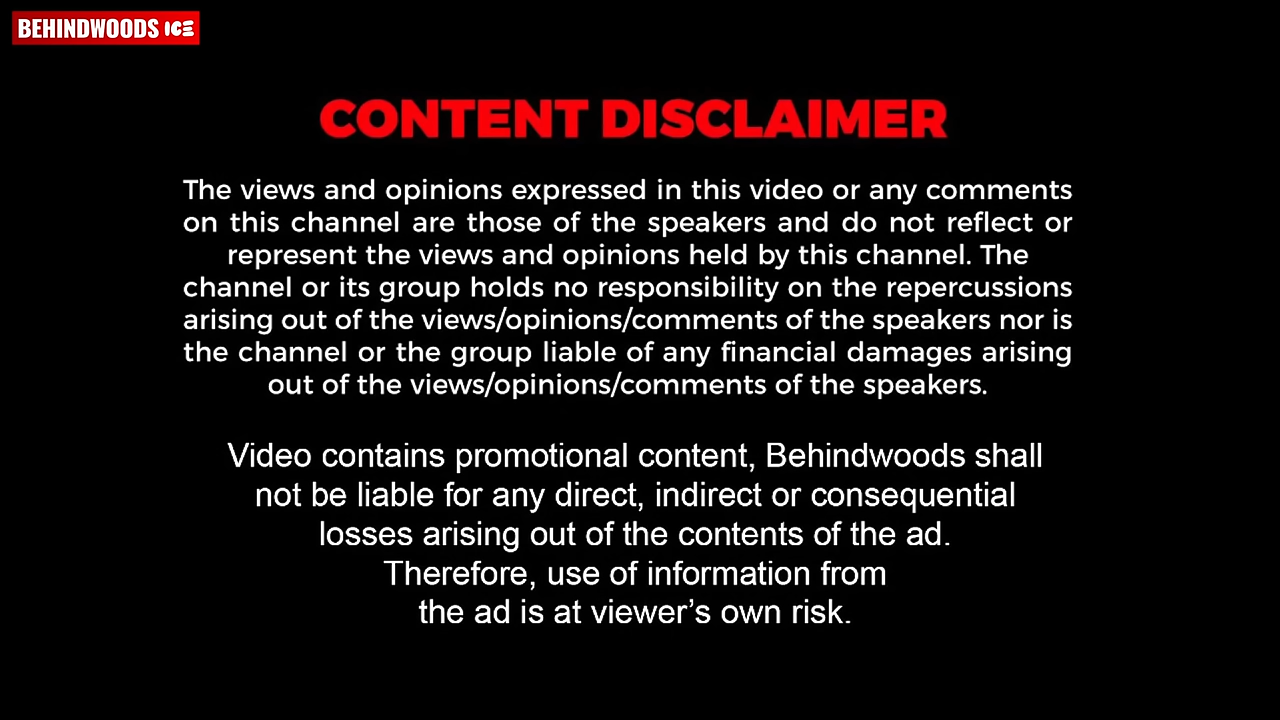 BEHINDWOODS ICE
CONTENT DISCLAIMER
The views and opinions expressed in this video or any comments
on this channel are those of the speakers and do not reflect or
represent the views and opinions held by this channel. The
channel or its group holds no responsibility on the repercussions
arising out of the views/opinions/comments of the speakers nor is
the channel or the group liable of any financial damages arising
out of the views/opinions/comments of the speakers.
Video contains promotional content, Behindwoods shall
not be liable for any direct, indirect or consequential
losses arising out of the contents of the ad.
Therefore, use of information from
the ad is at viewer’s own risk.